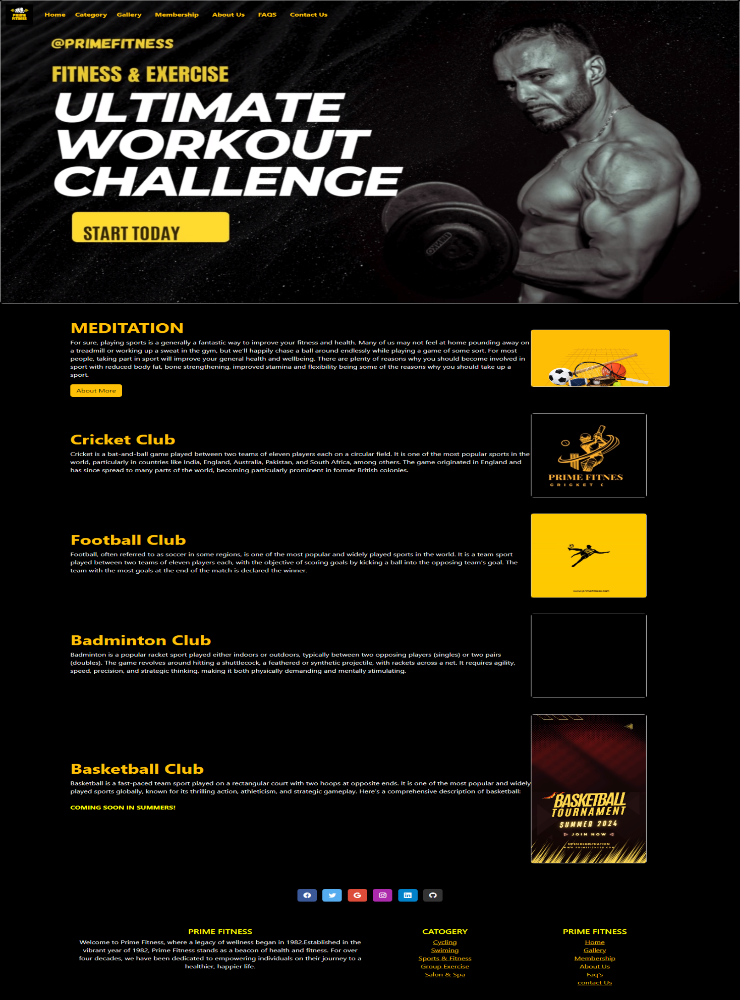 PRIME
FITNESS
Home Category Gallery Membership About Us FAQS Contact Us
@PRIMEFITNESS
FITNESS & EXERCISE
ULTIMATE
WORKOUT
CHALLENGE
START TODAY
MEDITATION
For sure, playing sports is a generally a fantastic way to improve your fitness and health. Many of us may not feel at home pounding away on
a treadmill or working up a sweat in the gym, but we'll happily chase a ball around endlessly while playing a game of some sort. For most
people, taking part in sport will improve your general health and wellbeing. There are plenty of reasons why you should become involved in
sport with reduced body fat, bone strengthening, improved stamina and flexibility being some of the reasons why you should take up a
sport.
About More
Cricket Club
Cricket is a bat-and-ball game played between two teams of eleven players each on a circular field. It is one of the most popular sports in the
world, particularly in countries like India, England, Australia, Pakistan, and South Africa, among others. The game originated in England and
has since spread to many parts of the world, becoming particularly prominent in former British colonies.
PRIME FITNES
CRICKET C
Football Club
Football, often referred to as soccer in some regions, is one of the most popular and widely played sports in the world. It is a team sport
played between two teams of eleven players each, with the objective of scoring goals by kicking a ball into the opposing team's goal. The
team with the most goals at the end of the match is declared the winner.
www.primefitness.com
Badminton Club
Badminton is a popular racket sport played either indoors or outdoors, typically between two opposing players (singles) or two pairs
(doubles). The game revolves around hitting a shuttlecock, a feathered or synthetic projectile, with rackets across a net. It requires agility,
speed, precision, and strategic thinking, making it both physically demanding and mentally stimulating.
Basketball Club
Basketball is a fast-paced team sport played on a rectangular court with two hoops at opposite ends. It is one of the most popular and widely
played sports globally, known for its thrilling action, athleticism, and strategic gameplay. Here's a comprehensive description of basketball:
COMING SOON IN SUMMERS!
BASKETBALL
TOURNAMENT
SUMMER 2024
JOIN NOW
OPEN REGISTRATION
WWW.PRIMEFITNESS.COM
PRIME FITNESS
Welcome to Prime Fitness, where a legacy of wellness began in 1982.Established in the
vibrant year of 1982, Prime Fitness stands as a beacon of health and fitness. For over
four decades, we have been dedicated to empowering individuals on their journey to a
healthier, happier life.
CATOGERY
Cycling
Swiming
Sports & Fitness
Group Exercise
Salon & Spa
PRIME FITNESS
Home
Gallery
Membership
About Us
Faq's
contact Us